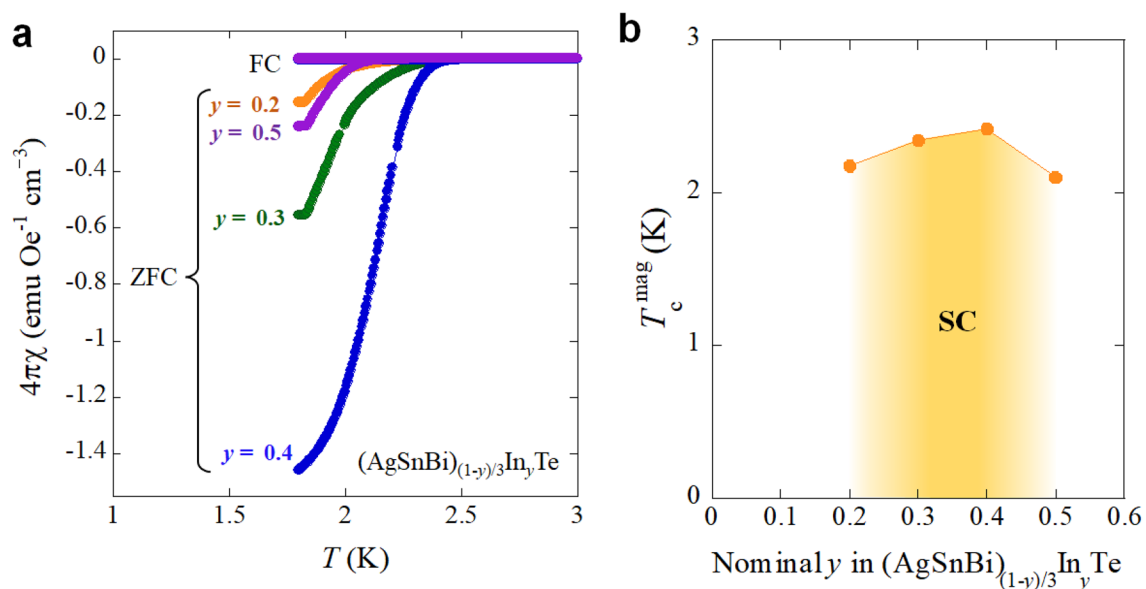 a
0
-0.2
-0.4
-0.6
-0.8
-1
-1.2
-1.4
4πχ (emu Oe⁻¹ cm⁻³)
FC
y = 0.2
y = 0.5
y = 0.3
ZFC
y = 0.4
(AgSnBi)₍₁₋y₎/₃InyTe
1
1.5
2
2.5
3
T (K)
b
3
2
1
0
Tc mag (K)
SC
0
0.1
0.2
0.3
0.4
0.5
0.6
Nominal y in (AgSnBi)₍₁₋y₎/₃InyTe